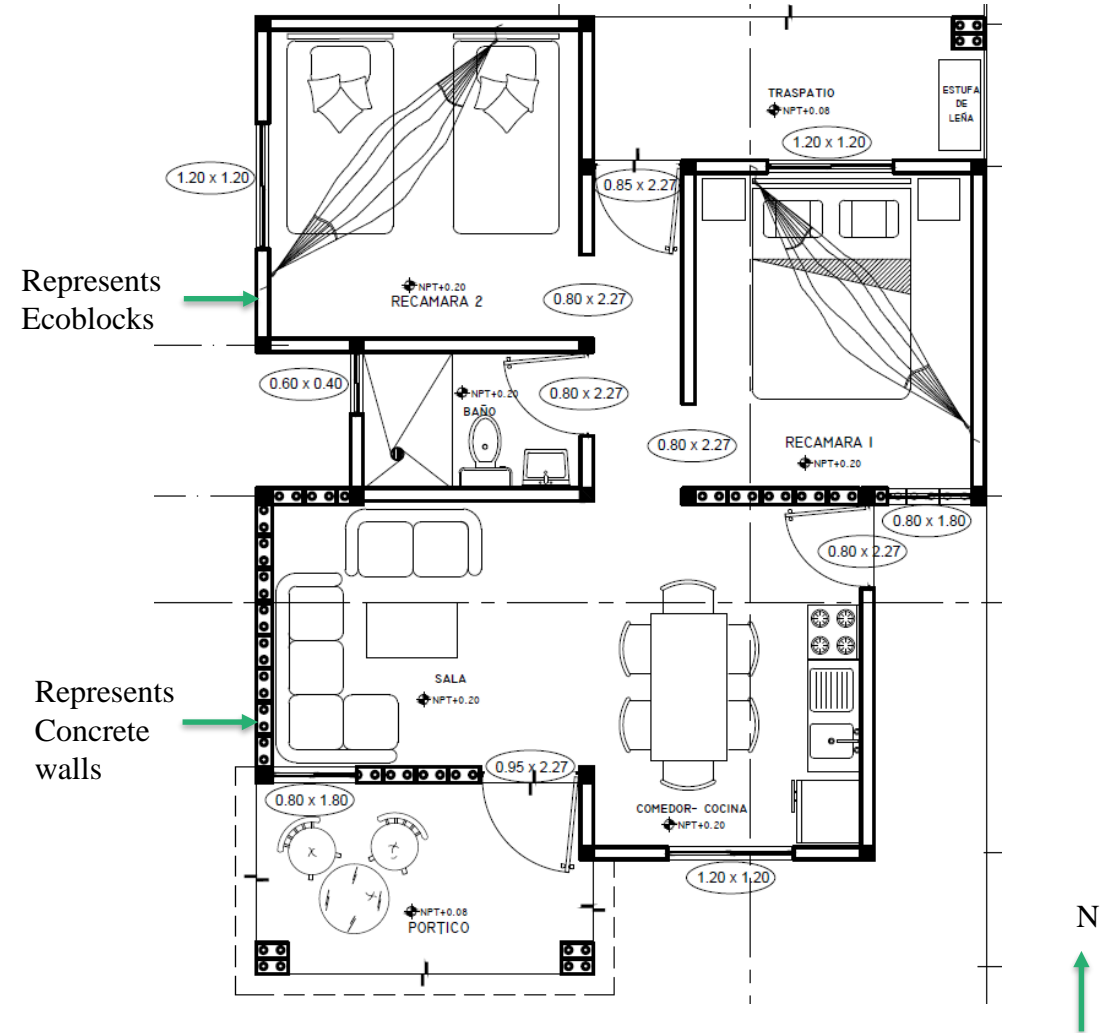 TRASPATIO
NPT+0.08
ESTUFA
DE
LEÑA
1.20 x 1.20
1.20 x 1.20
0.85 x 2.27
Represents
Ecoblocks
NPT+0.20
RECAMARA 2
0.80 x 2.27
0.60 x 0.40
NPT+0.20
BAÑO
0.80 x 2.27
0.80 x 2.27
RECAMARA I
NPT+0.20
0.80 x 1.80
0.80 x 2.27
Represents
Concrete
walls
SALA
NPT+0.20
0.95 x 2.27
0.80 x 1.80
COMEDOR- COCINA
NPT+0.20
1.20 x 1.20
NPT+0.08
PORTICO
N